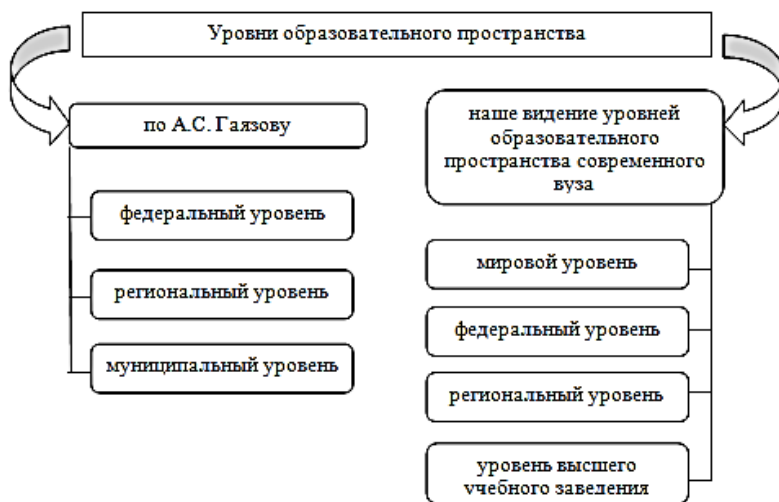 Уровни образовательного пространства
по А.С. Гаязову
федеральный уровень
региональный уровень
муниципальный уровень
наше видение уровней
образовательного
пространства современного
вуза
мировой уровень
федеральный уровень
региональный уровень
уровень высшего
учебного заведения